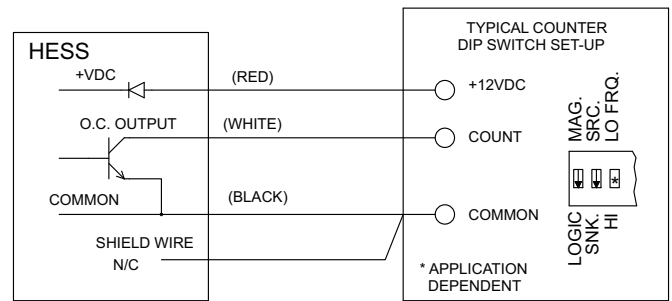 HESS
+VDC
(RED)
O.C. OUTPUT
(WHITE)
COMMON
(BLACK)
SHIELD WIRE
N/C
TYPICAL COUNTER
DIP SWITCH SET-UP
+12VDC
COUNT
COMMON
MAG.
SRC.
LO FRQ.
*
LOGIC
SNK.
HI
* APPLICATION
DEPENDENT